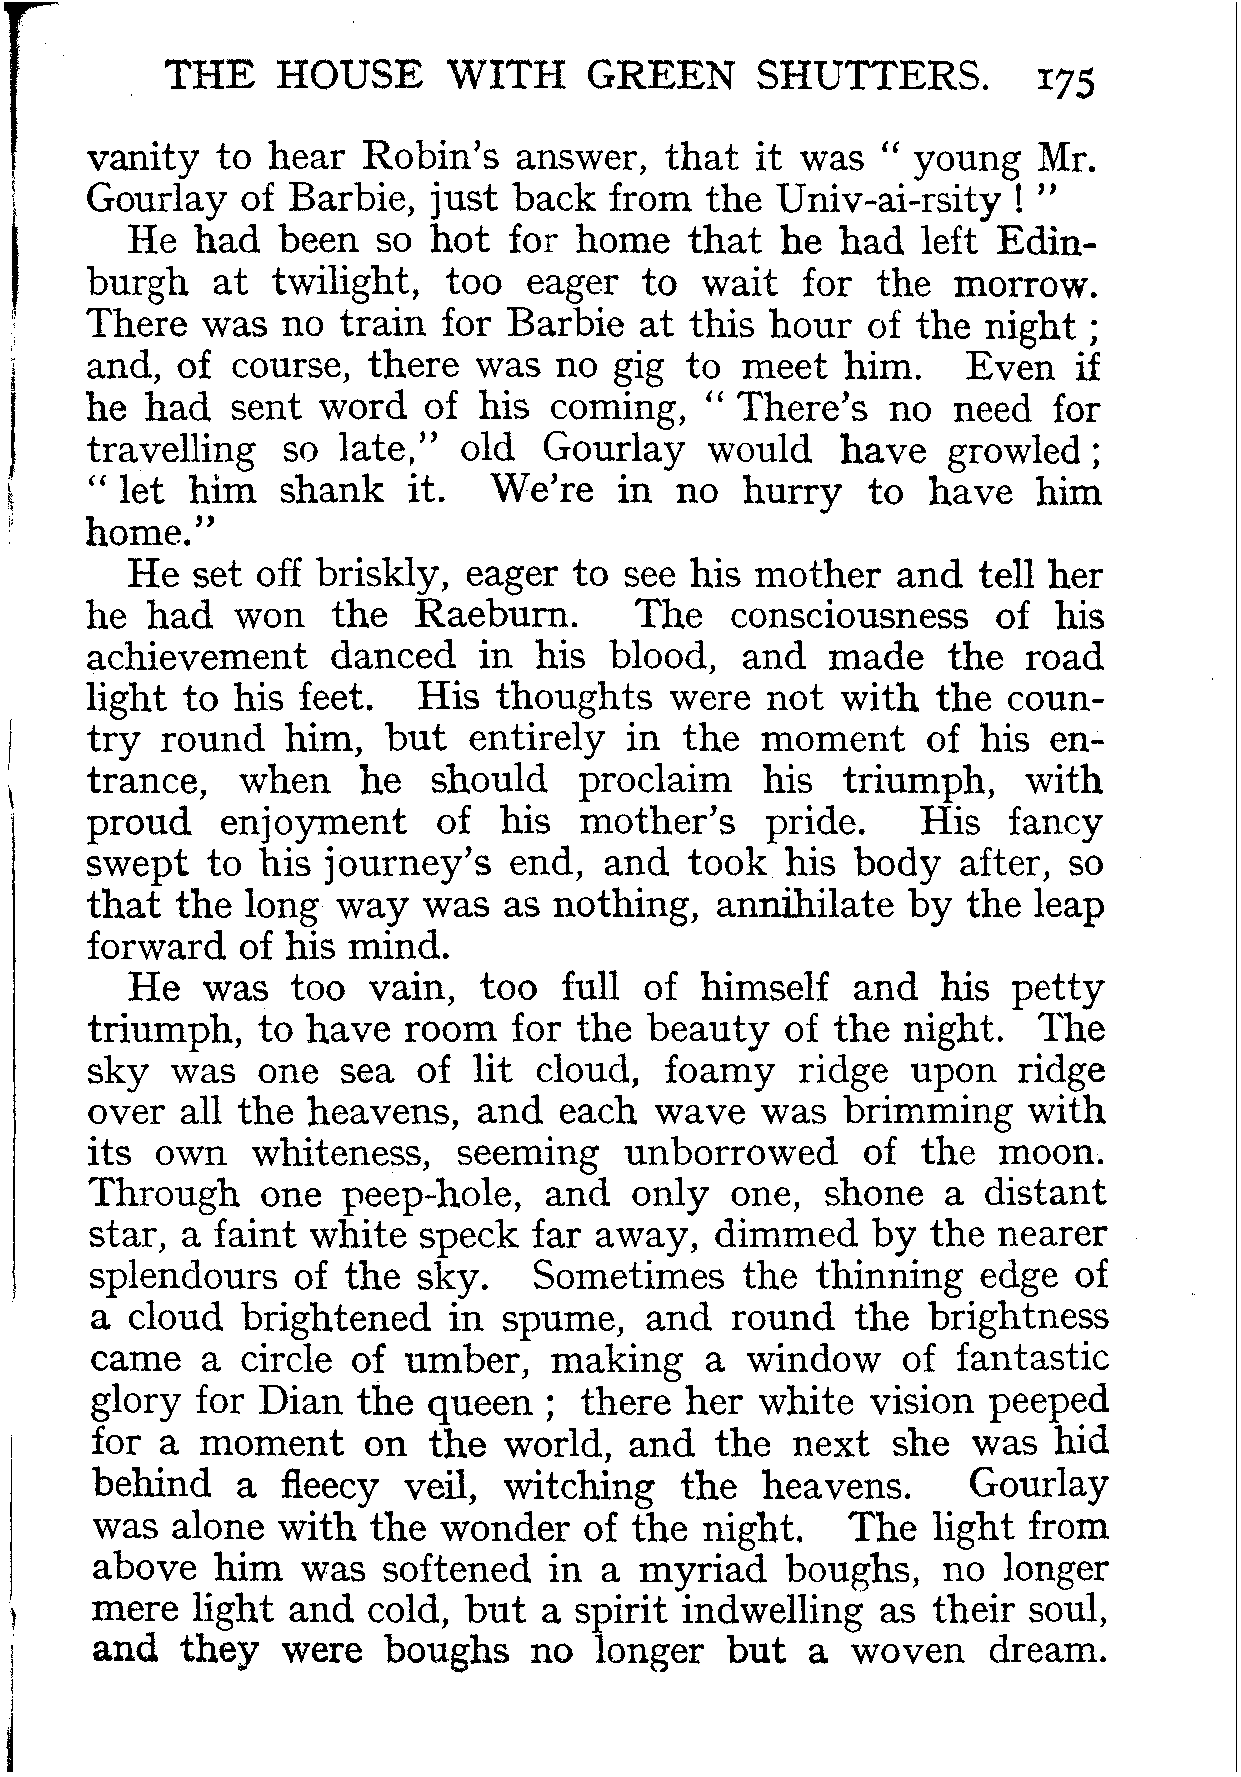 THE HOUSE WITH GREEN SHUTTERS. 175
vanity to hear Robin's answer, that it was “ young Mr.
Gourlay of Barbie, just back from the Univ-ai-rsity ! ”
He had been so hot for home that he had left Edin-
burgh at twilight, too eager to wait for the morrow.
There was no train for Barbie at this hour of the night ;
and, of course, there was no gig to meet him. Even if
he had sent word of his coming, “ There's no need for
travelling so late,” old Gourlay would have growled ;
“ let him shank it. We're in no hurry to have him
home.”
He set off briskly, eager to see his mother and tell her
he had won the Raeburn. The consciousness of his
achievement danced in his blood, and made the road
light to his feet. His thoughts were not with the coun-
try round him, but entirely in the moment of his en-
trance, when he should proclaim his triumph, with
proud enjoyment of his mother's pride. His fancy
swept to his journey's end, and took his body after, so
that the long way was as nothing, annihilate by the leap
forward of his mind.
He was too vain, too full of himself and his petty
triumph, to have room for the beauty of the night. The
sky was one sea of lit cloud, foamy ridge upon ridge
over all the heavens, and each wave was brimming with
its own whiteness, seeming unborrowed of the moon.
Through one peep-hole, and only one, shone a distant
star, a faint white speck far away, dimmed by the nearer
splendours of the sky. Sometimes the thinning edge of
a cloud brightened in spume, and round the brightness
came a circle of umber, making a window of fantastic
glory for Dian the queen ; there her white vision peeped
for a moment on the world, and the next she was hid
behind a fleecy veil, witching the heavens. Gourlay
was alone with the wonder of the night. The light from
above him was softened in a myriad boughs, no longer
mere light and cold, but a spirit indwelling as their soul,
and they were boughs no longer but a woven dream.